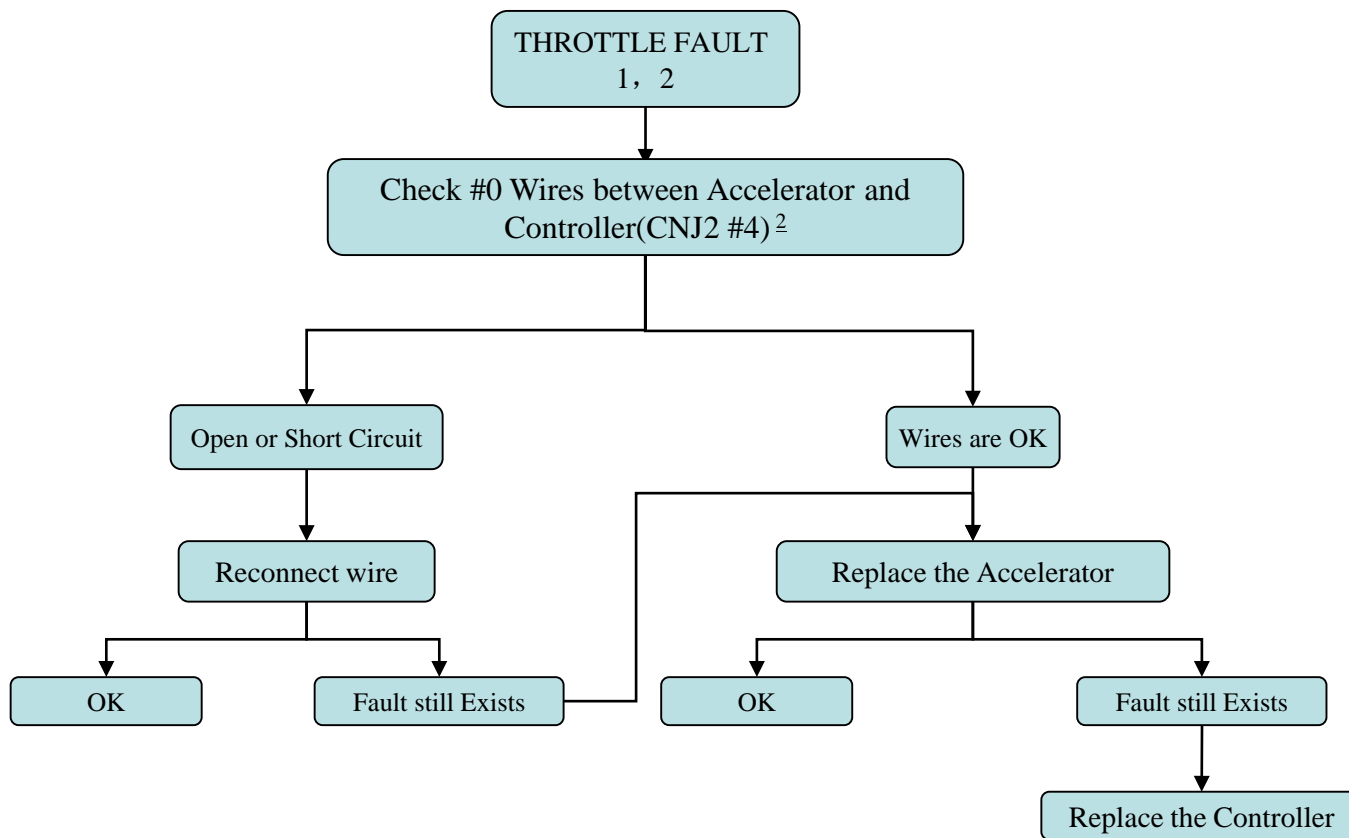 THROTTLE FAULT
1，2
Check #0 Wires between Accelerator and
Controller(CNJ2 #4) 2
Open or Short Circuit
Wires are OK
Reconnect wire
Replace the Accelerator
OK
Fault still Exists
OK
Fault still Exists
Replace the Controller